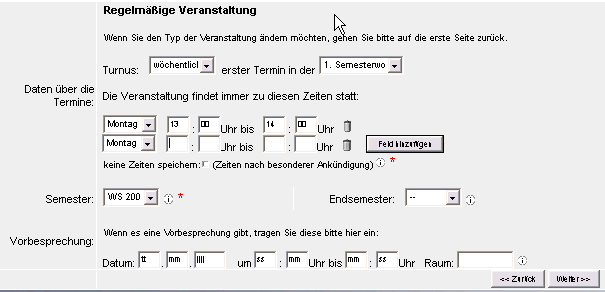 Regelmäßige Veranstaltung
Wenn Sie den Typ der Veranstaltung ändern möchten, gehen Sie bitte auf die erste Seite zurück.
Turnus: wöchentlicl erster Termin in der 1. Semesterwo
Daten über die Termine:
Die Veranstaltung findet immer zu diesen Zeiten statt:
Montag 13 : 00 Uhr bis 14 : 00 Uhr
Montag : Uhr bis : Uhr Feld hinzufügen
keine Zeiten speichern: (Zeiten nach besonderer Ankündigung) i *
Semester: WS 200 i * Endsemester: -- i
Vorbesprechung:
Wenn es eine Vorbesprechung gibt, tragen Sie diese bitte hier ein:
Datum: tt . mm . jjjj um ss : mm Uhr bis mm : ss Uhr Raum: i
<< Zurück Weiter >>